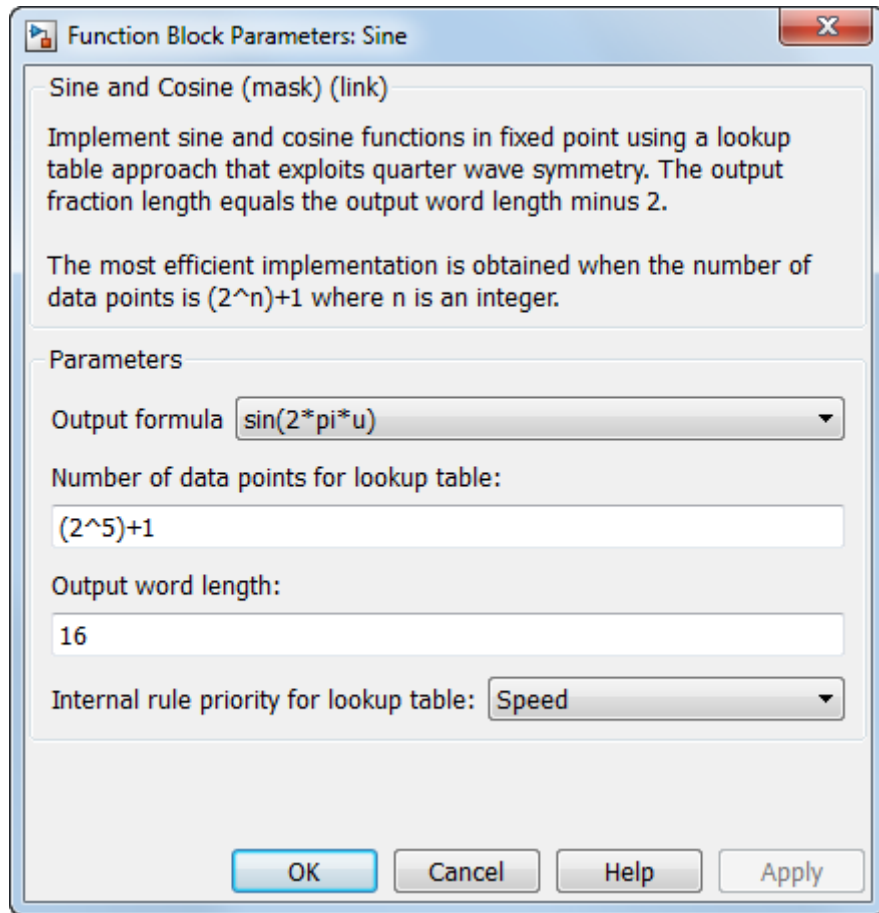 Function Block Parameters: Sine
Sine and Cosine (mask) (link)
Implement sine and cosine functions in fixed point using a lookup
table approach that exploits quarter wave symmetry. The output
fraction length equals the output word length minus 2.
The most efficient implementation is obtained when the number of
data points is (2^n)+1 where n is an integer.
Parameters
Output formula sin(2*pi*u)
Number of data points for lookup table:
(2^5)+1
Output word length:
16
Internal rule priority for lookup table: Speed
OK Cancel Help Apply